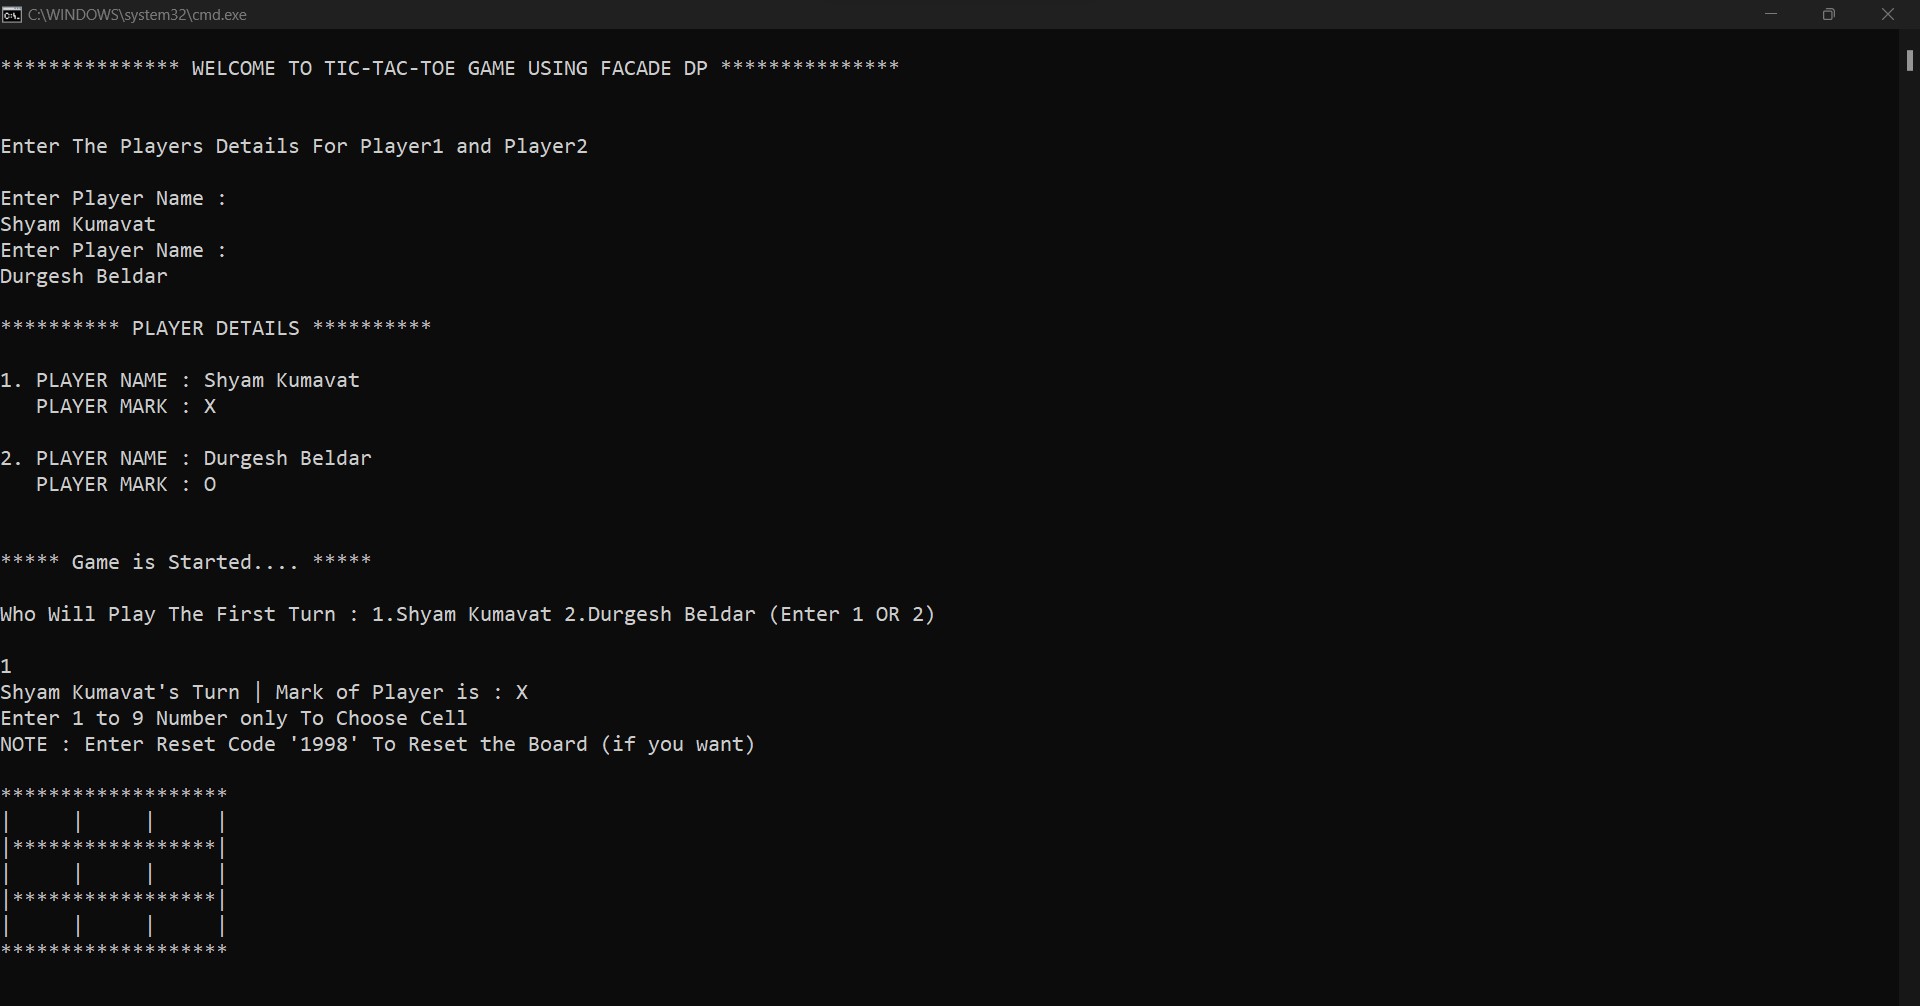 C:\WINDOWS\system32\cmd.exe
*************** WELCOME TO TIC-TAC-TOE GAME USING FACADE DP ***************
Enter The Players Details For Player1 and Player2
Enter Player Name :
Shyam Kumavat
Enter Player Name :
Durgesh Beldar
********** PLAYER DETAILS **********
1. PLAYER NAME : Shyam Kumavat
   PLAYER MARK : X
2. PLAYER NAME : Durgesh Beldar
   PLAYER MARK : O
***** Game is Started.... *****
Who Will Play The First Turn : 1.Shyam Kumavat 2.Durgesh Beldar (Enter 1 OR 2)
1
Shyam Kumavat's Turn | Mark of Player is : X
Enter 1 to 9 Number only To Choose Cell
NOTE : Enter Reset Code '1998' To Reset the Board (if you want)
*******************
|     |     |     |
|*****************|
|     |     |     |
|*****************|
|     |     |     |
*******************